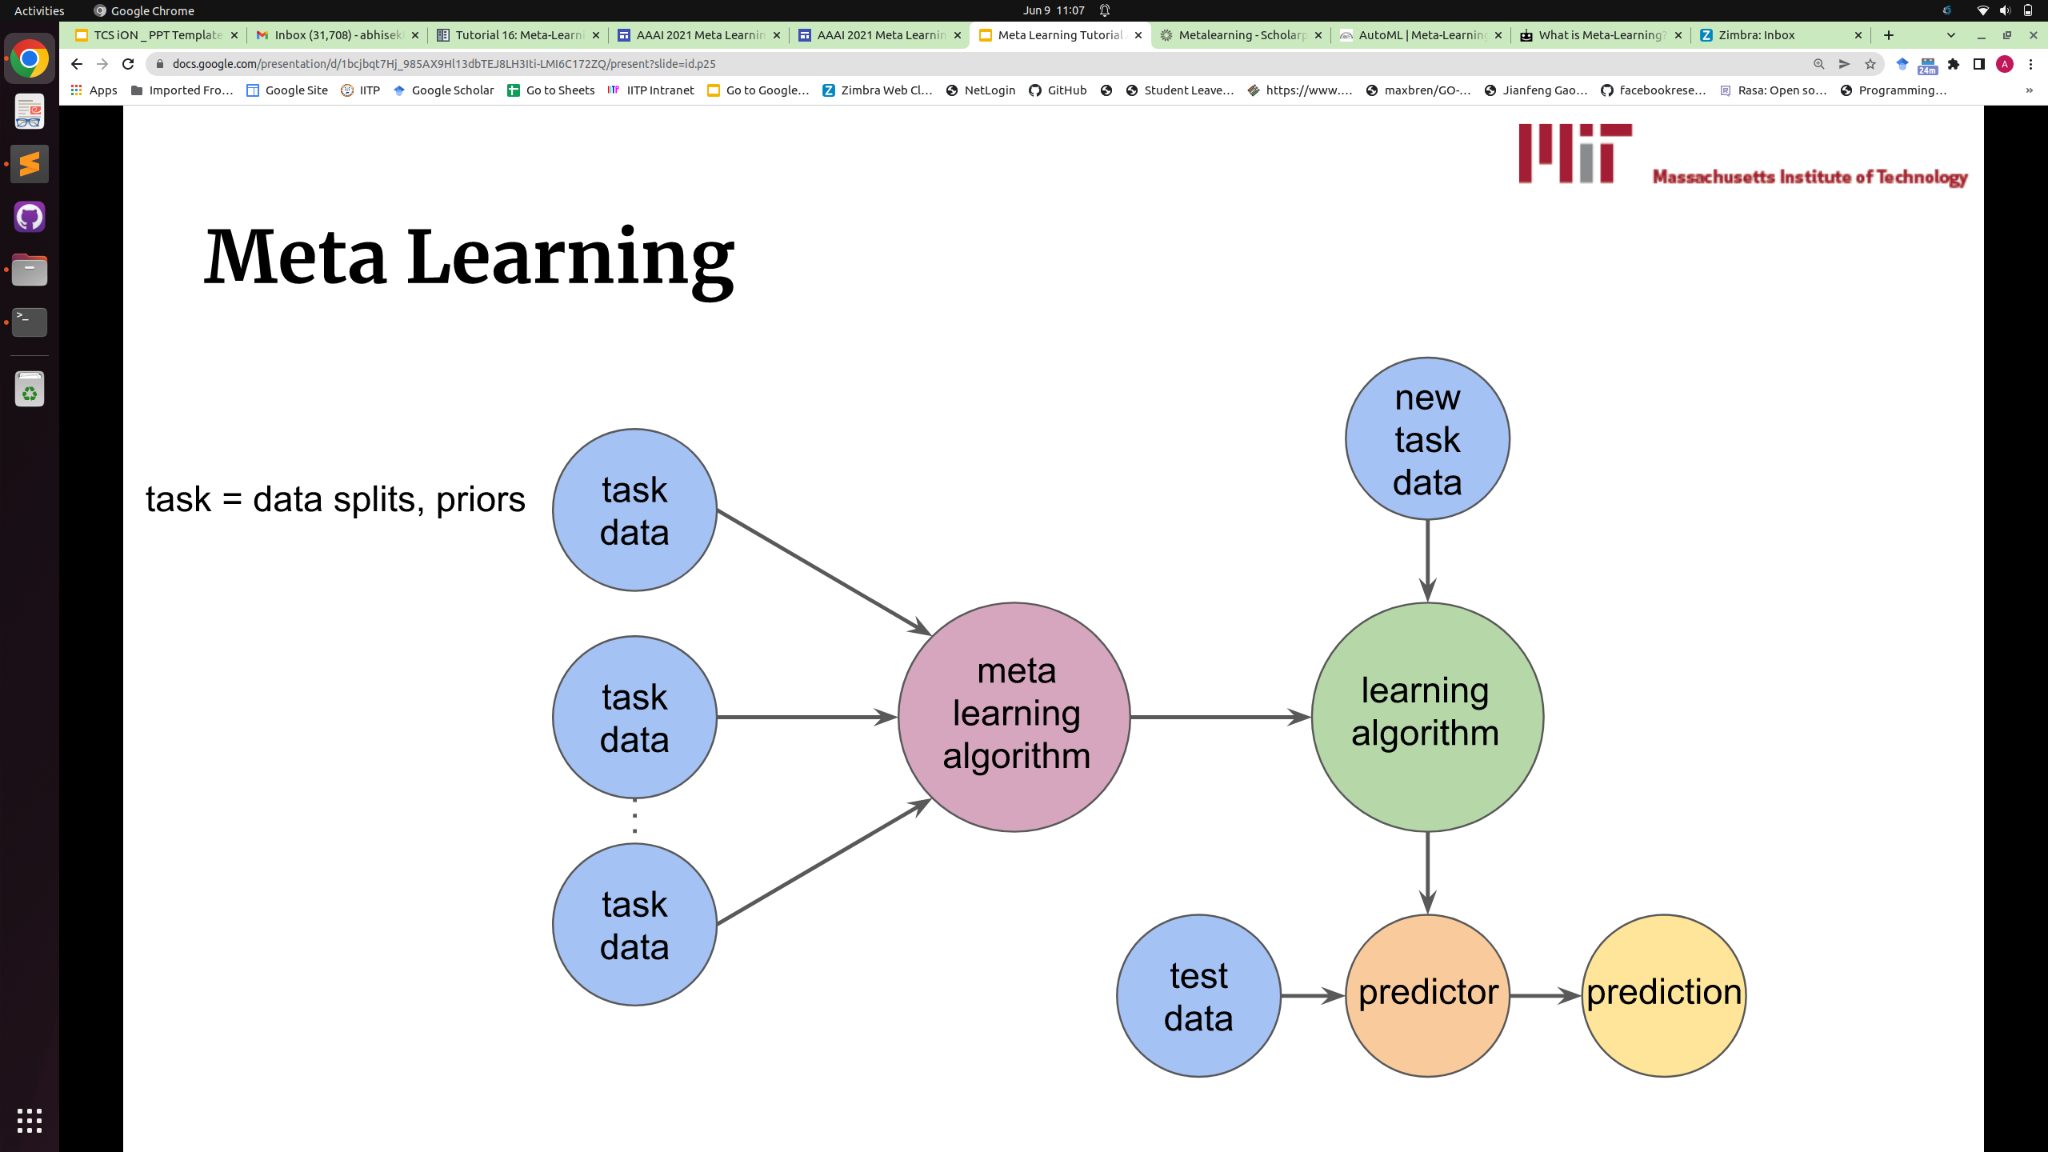 Activities
Google Chrome
Jun 9 11:07
TCS iON _ PPT Template
Inbox (31,708) - abhisek
Tutorial 16: Meta-Learni
AAAI 2021 Meta Learnin
AAAI 2021 Meta Learnin
Meta Learning Tutorial
Metalearning - Scholarp
AutoML | Meta-Learning
What is Meta-Learning?
Zimbra: Inbox
docs.google.com/presentation/d/1bcjbqt7Hj_985AX9Hl13dbTEJ8LH3Iti-LMI6C172ZQ/present?slide=id.p25
24m
A
Apps
Imported Fro...
Google Site
IITP
Google Scholar
Go to Sheets
IITP Intranet
Go to Google...
Zimbra Web Cl...
NetLogin
GitHub
Student Leave...
https://www....
maxbren/GO-...
Jianfeng Gao...
facebookrese...
Rasa: Open so...
Programming...
Massachusetts Institute of Technology
Meta Learning
task = data splits, priors
task
data
task
data
task
data
meta
learning
algorithm
new
task
data
learning
algorithm
test
data
predictor
prediction